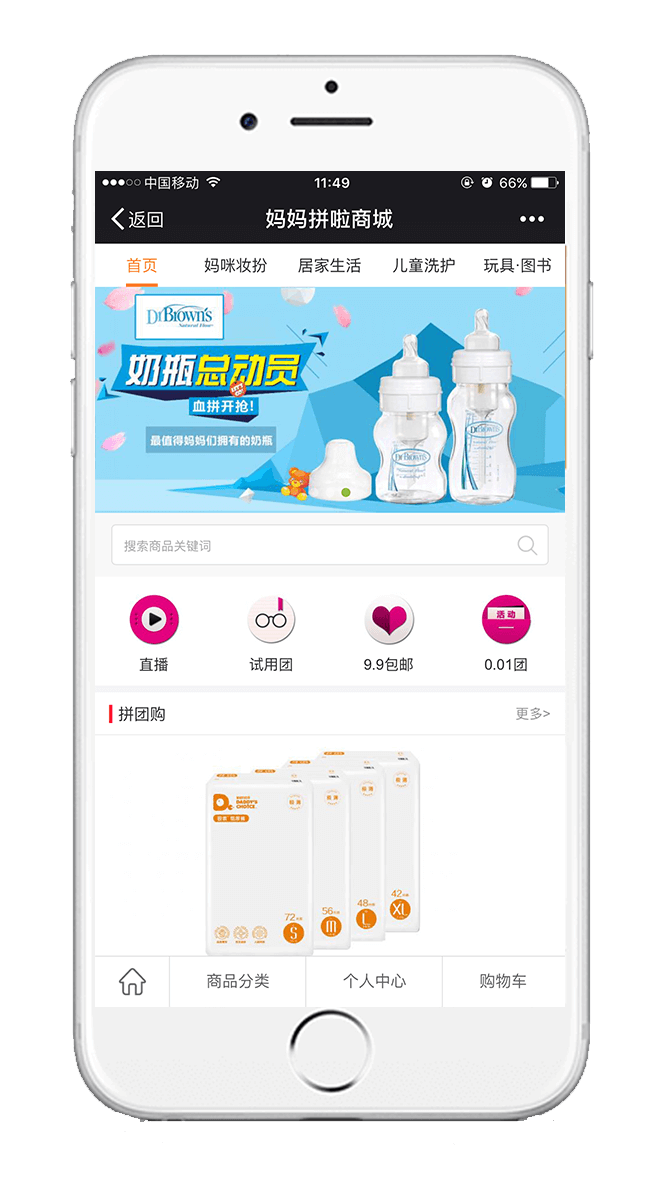 中国移动
11:49
66%
返回
妈妈拼啦商城
首页
妈咪妆扮
居家生活
儿童洗护
玩具·图书
DrBrown's
Natural Flow
奶瓶总动员
血拼开抢!
最值得妈妈们拥有的奶瓶
DrBrown's
DrBrown's
搜索商品关键词
活动
直播
试用团
9.9包邮
0.01团
拼团购
更多>
DADDY'S
CHOICE
72
S
56
M
48
L
42
XL
商品分类
个人中心
购物车